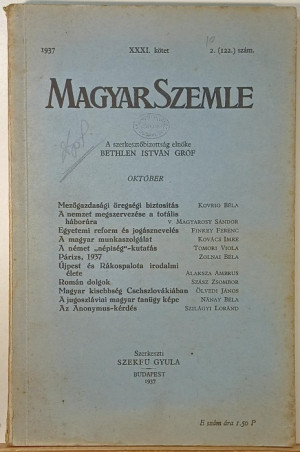 1937 XXXI. kötet 2. (122.) szám.
MAGYAR SZEMLE
A szerkesztőbizottság elnöke
BETHLEN ISTVÁN GRÓF
OKTÓBER
Mezőgazdasági öregségi biztosítás KOVRIG BÉLA
A nemzet megszervezése a totális
háborúra V. MAGYAROSY SÁNDOR
Egyetemi reform és jogásznevelés FINKEY FERENC
A magyar munkaszolgálat KOVÁCS IMRE
A német „népiség"-kutatás TOMORI VIOLA
Párizs, 1937 ZOLNAI BÉLA
Újpest és Rákospalota irodalmi
élete ALAKSZA AMBRUS
Román dolgok SZÁSZ ZSOMBOR
Magyar kisebbség Csehszlovákiában ÖLVEDI JÁNOS
A jugoszláviai magyar tanügy képe NÁNAY BÉLA
Az Anonymus-kérdés SZILÁGYI LORÁND
Szerkeszti
SZEKFŰ GYULA
BUDAPEST
1937
E szám ára 1.50 P